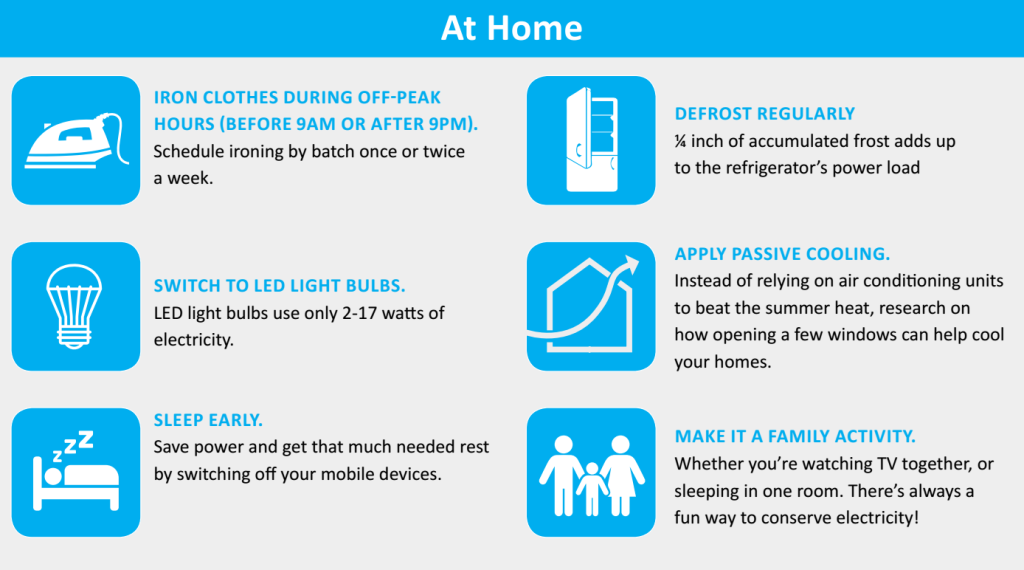 At Home
IRON CLOTHES DURING OFF-PEAK
HOURS (BEFORE 9AM OR AFTER 9PM).
Schedule ironing by batch once or twice
a week.
SWITCH TO LED LIGHT BULBS.
LED light bulbs use only 2-17 watts of
electricity.
zzz
SLEEP EARLY.
Save power and get that much needed rest
by switching off your mobile devices.
DEFROST REGULARLY
¼ inch of accumulated frost adds up
to the refrigerator’s power load
APPLY PASSIVE COOLING.
Instead of relying on air conditioning units
to beat the summer heat, research on
how opening a few windows can help cool
your homes.
MAKE IT A FAMILY ACTIVITY.
Whether you’re watching TV together, or
sleeping in one room. There’s always a
fun way to conserve electricity!